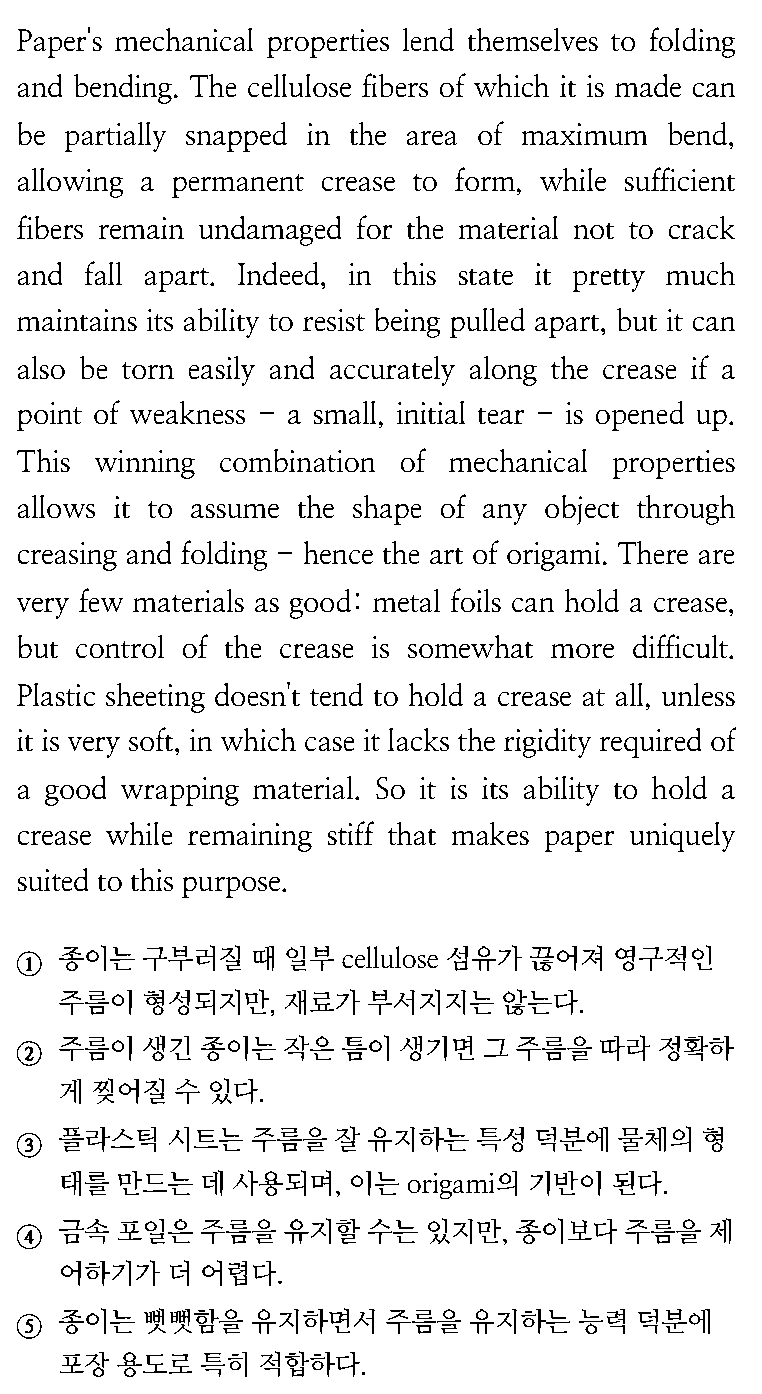 Paper's mechanical properties lend themselves to folding
and bending. The cellulose fibers of which it is made can
be partially snapped in the area of maximum bend,
allowing a permanent crease to form, while sufficient
fibers remain undamaged for the material not to crack
and fall apart. Indeed, in this state it pretty much
maintains its ability to resist being pulled apart, but it can
also be torn easily and accurately along the crease if a
point of weakness - a small, initial tear - is opened up.
This winning combination of mechanical properties
allows it to assume the shape of any object through
creasing and folding - hence the art of origami. There are
very few materials as good: metal foils can hold a crease,
but control of the crease is somewhat more difficult.
Plastic sheeting doesn't tend to hold a crease at all, unless
it is very soft, in which case it lacks the rigidity required of
a good wrapping material. So it is its ability to hold a
crease while remaining stiff that makes paper uniquely
suited to this purpose.
① 종이는 구부러질 때 일부 cellulose 섬유가 끊어져 영구적인
주름이 형성되지만, 재료가 부서지지는 않는다.
② 주름이 생긴 종이는 작은 틈이 생기면 그 주름을 따라 정확하
게 찢어질 수 있다.
③ 플라스틱 시트는 주름을 잘 유지하는 특성 덕분에 물체의 형
태를 만드는 데 사용되며, 이는 origami의 기반이 된다.
④ 금속 포일은 주름을 유지할 수는 있지만, 종이보다 주름을 제
어하기가 더 어렵다.
⑤ 종이는 뻣뻣함을 유지하면서 주름을 유지하는 능력 덕분에
포장 용도로 특히 적합하다.